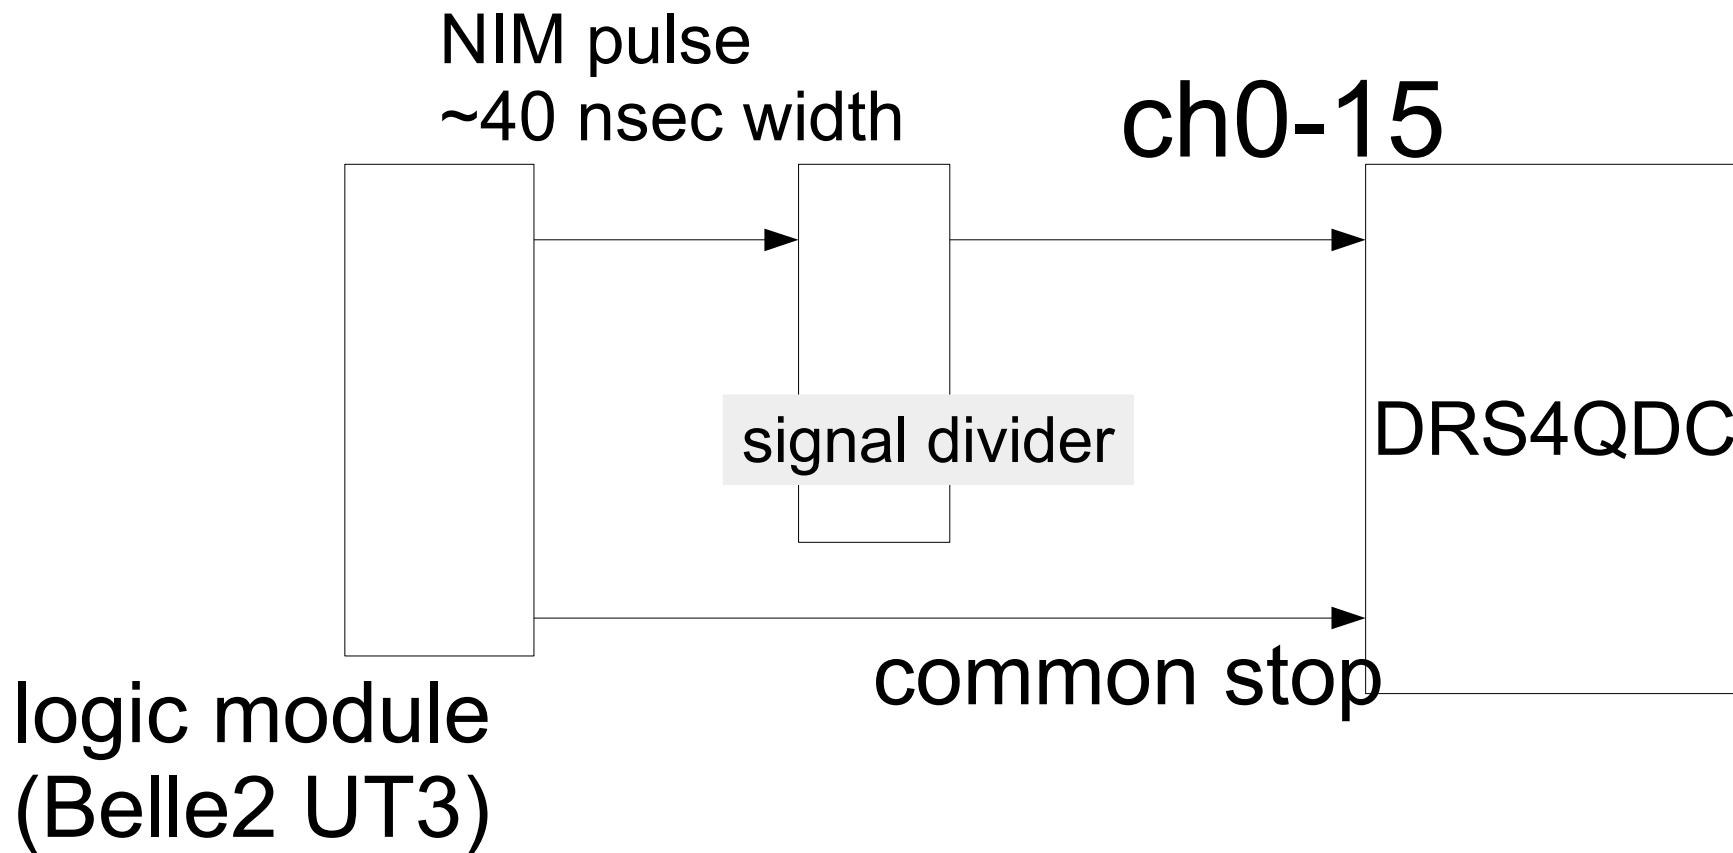 NIM pulse
~40 nsec width
ch0-15
signal divider
DRS4QDC
common stop
logic module
(Belle2 UT3)